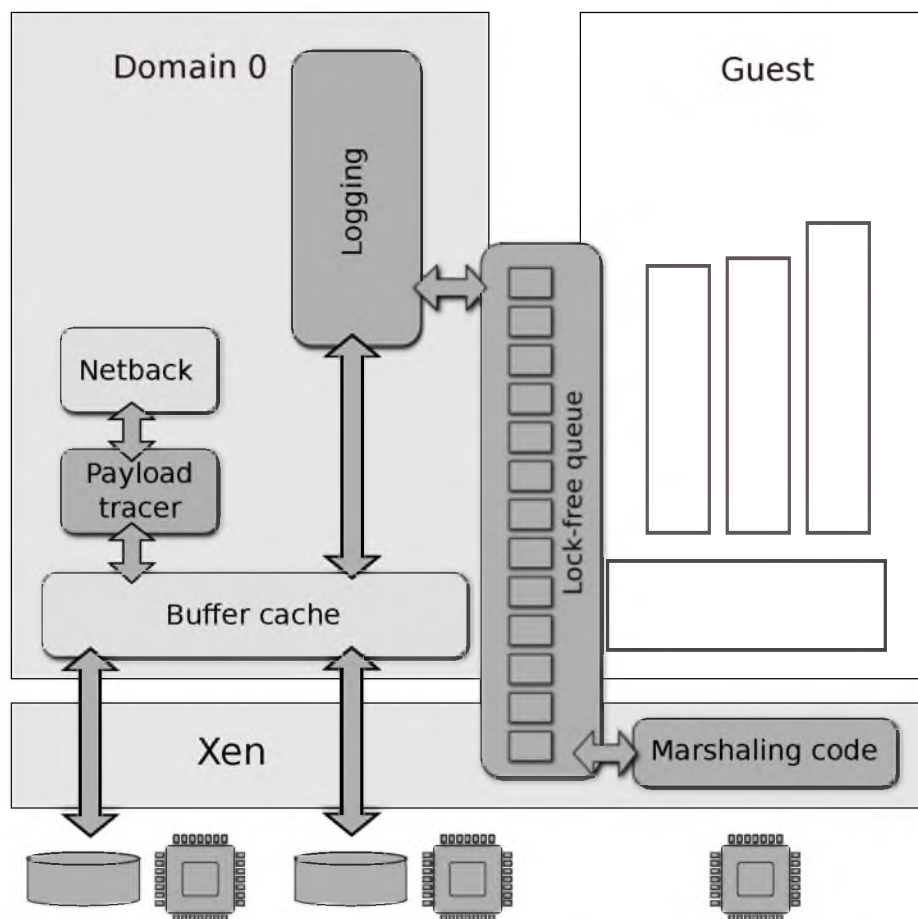 Domain 0
Guest
Logging
Netback
Payload
tracer
Lock-free queue
Buffer cache
Xen
Marshaling code